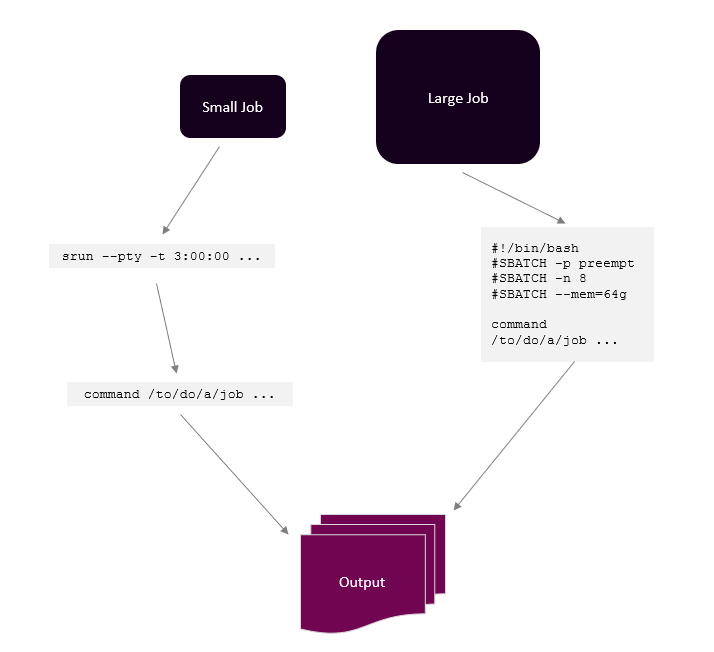 Small Job
Large Job
srun --pty -t 3:00:00 ...
#!/bin/bash
#SBATCH -p preempt
#SBATCH -n 8
#SBATCH --mem=64g
command
/to/do/a/job ...
command /to/do/a/job ...
Output